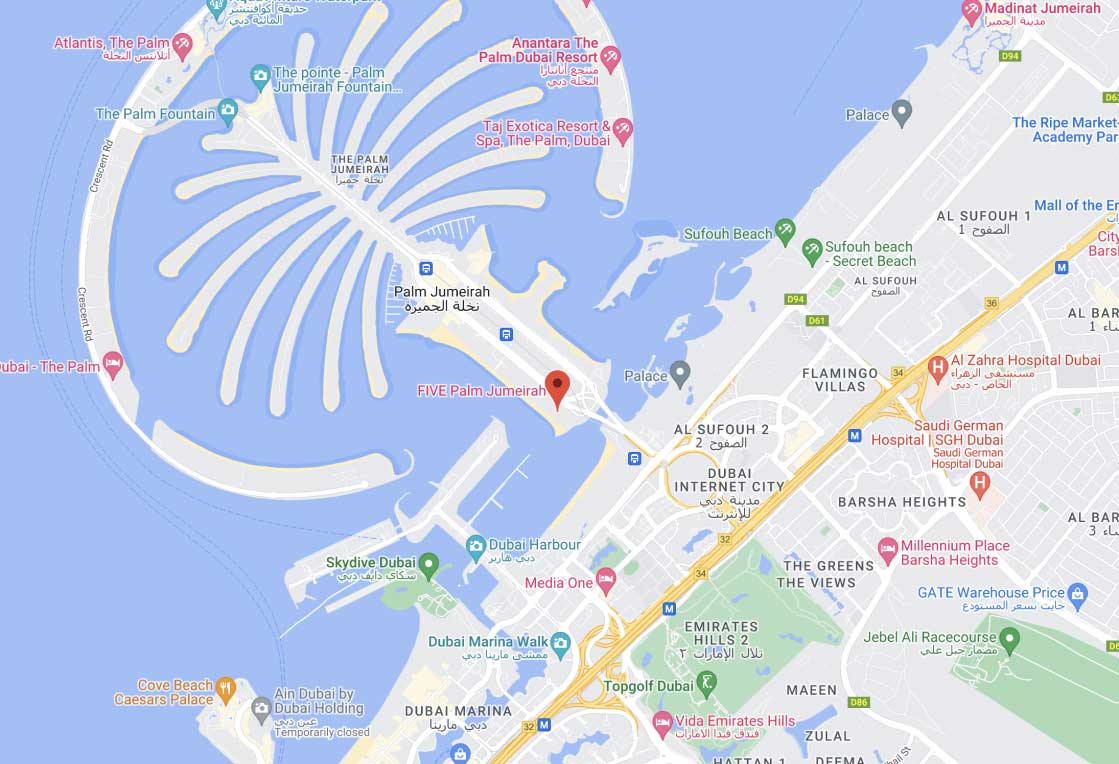 حديقة أكوافنتشر
المائية دبي
Madinat Jumeirah
مدينة الجميرا
Atlantis, The Palm
أتلانتس النخلة
Anantara The
Palm Dubai Resort
منتجع أنانتارا
النخلة دبي
D94
The pointe - Palm
Jumeirah Fountain...
The Palm Fountain
Palace
The Ripe Market
Academy Par
Taj Exotica Resort &
Spa, The Palm, Dubai
Crescent Rd
THE PALM
JUMEIRAH
نخلة جميرا
Mall of the Em
AL SUFOUH 1
الصفوح 1
Sufouh Beach
Sufouh beach
- Secret Beach
City
Barsh
M
AL SUFOUH
الصفوح
Palm Jumeirah
نخلة الجميرة
Crescent Rd
D94
36
D61
AL BAR
Dubai - The Palm
Palace
FLAMINGO
VILLAS
34
Al Zahra Hospital Dubai
مستشفى الزهراء
الخاص - دبي
FIVE Palm Jumeirah
AL SUFOUH 2
الصفوح 2
M
Saudi German
Hospital | SGH Dubai
Saudi German
Hospital Dubai
DUBAI
INTERNET CITY
مدينة دبي
للإنترنت
BARSHA HEIGHTS
AL BAR
32
Dubai Harbour
دبي هاربر
Skydive Dubai
سكاي دايف دبي
Millennium Place
Barsha Heights
THE GREENS
THE VIEWS
34
Media One
GATE Warehouse Price
جايت بسعر المستودع
M
EMIRATES
HILLS 2
تلال الإمارات ٢
Dubai Marina Walk
ممشى مارينا دبي
Jebel Ali Racecourse
مضمار جبل علي
Topgolf Dubai
Cove Beach
Caesars Palace
Ain Dubai by
Dubai Holding
عين دبي
Temporarily closed
MAEEN
D86
DUBAI MARINA
دبي مارينا
32
M
Vida Emirates Hills
فندق فيدا الامارات
ZULAL
HATTAN 1
DEEMA